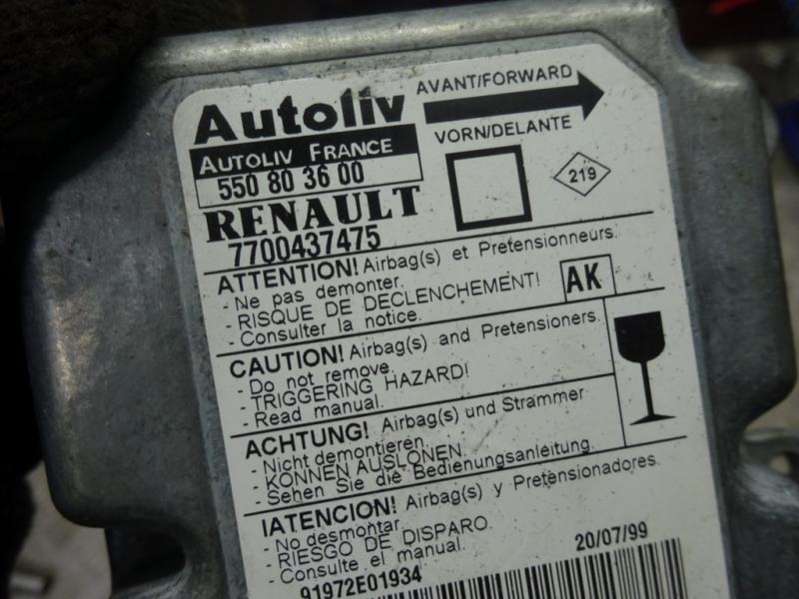 Autoliv
AVANT/FORWARD
VORN/DELANTE
AUTOLIV FRANCE
550 80 36 00
219
RENAULT
7700437475
ATTENTION! Airbag(s) et Pretensionneurs.
- Ne pas demonter.
- RISQUE DE DECLENCHEMENT!
- Consulter la notice.
AK
CAUTION! Airbag(s) and Pretensioners.
- Do not remove.
- TRIGGERING HAZARD!
- Read manual.
ACHTUNG! Airbag(s) und Strammer
- Nicht demontieren.
- KONNEN AUSLONEN.
- Sehen Sie die Bedienungsanleitung.
IATENCION! Airbag(s) y Pretensionadores.
- No desmontar.
- RIESGO DE DISPARO.
- Consulte el manual.
20/07/99
91972E01934